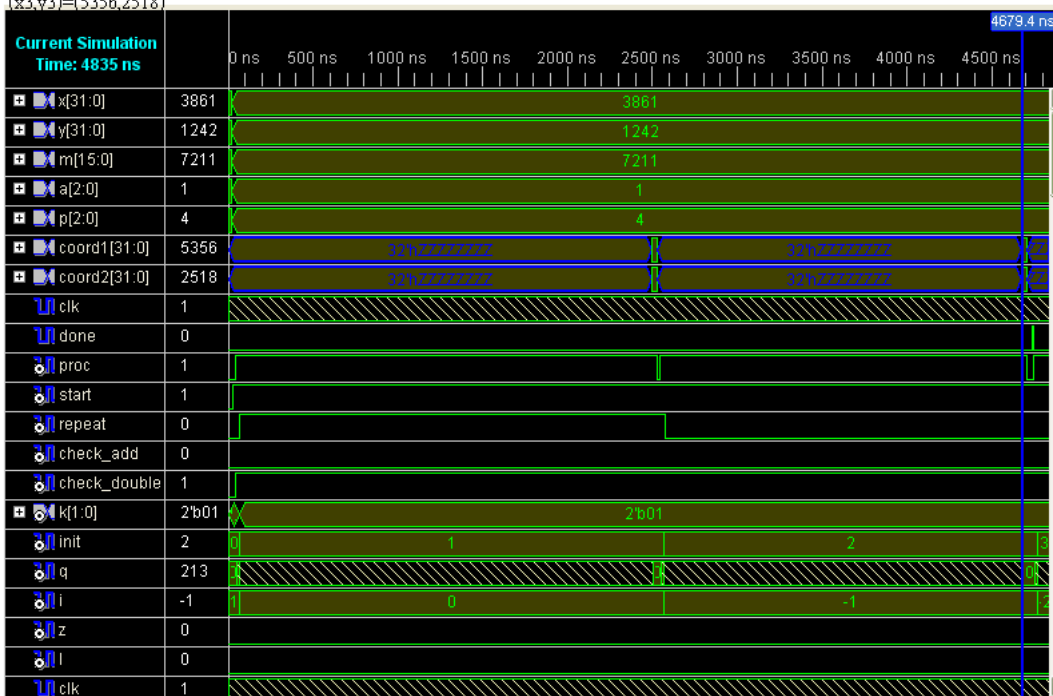 (x3,y3)=(5356,2518)
4679.4 ns
Current Simulation
Time: 4835 ns
0 ns 500 ns 1000 ns 1500 ns 2000 ns 2500 ns 3000 ns 3500 ns 4000 ns 4500 ns
x[31:0] 3861 3861
y[31:0] 1242 1242
m[15:0] 7211 7211
a[2:0] 1 1
p[2:0] 4 4
coord1[31:0] 5356 32'hZZZZZZZZ 32'hZZZZZZZZ
coord2[31:0] 2518 32'hZZZZZZZZ 32'hZZZZZZZZ
clk 1
done 0
proc 1
start 1
repeat 0
check_add 0
check_double 1
k[1:0] 2'b01 2'b01
init 2 0 1 2 3
q 213 0 0 0
i -1 1 0 -1 -2
z 0
l 0
clk 1